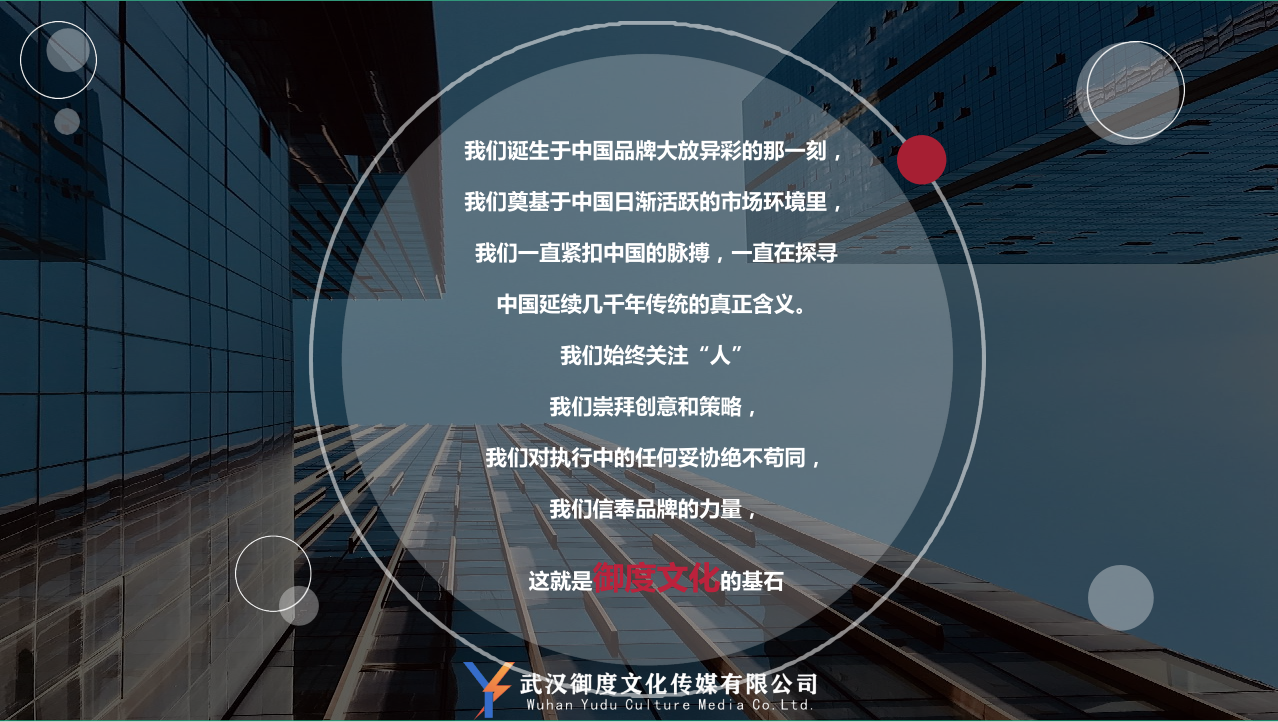 我们诞生于中国品牌大放异彩的那一刻，
我们奠基于中国日渐活跃的市场环境里，
我们一直紧扣中国的脉搏，一直在探寻
中国延续几千年传统的真正含义。
我们始终关注“人”
我们崇拜创意和策略，
我们对执行中的任何妥协绝不苟同，
我们信奉品牌的力量，
这就是御度文化的基石
武汉御度文化传媒有限公司
Wuhan Yudu Culture Media Co.Ltd.